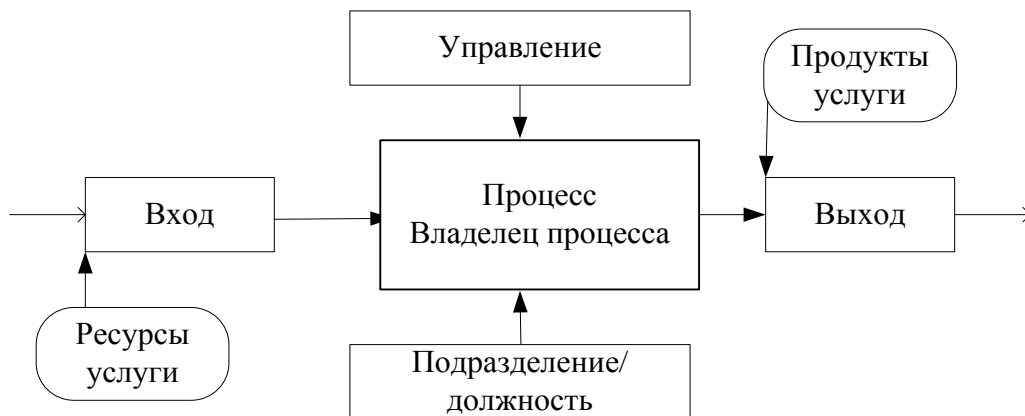 Управление
Продукты
услуги
Вход
Процесс
Владелец процесса
Выход
Ресурсы
услуги
Подразделение/
должность